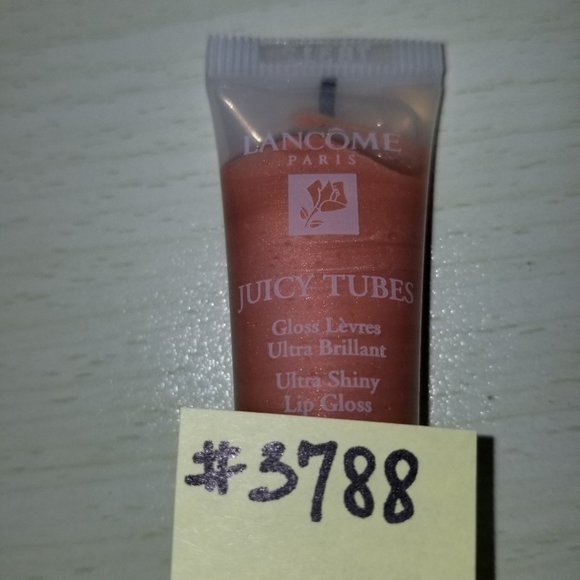 LANCÔME
PARIS
JUICY TUBES
Gloss Lèvres
Ultra Brillant
Ultra Shiny
Lip Gloss
#3788